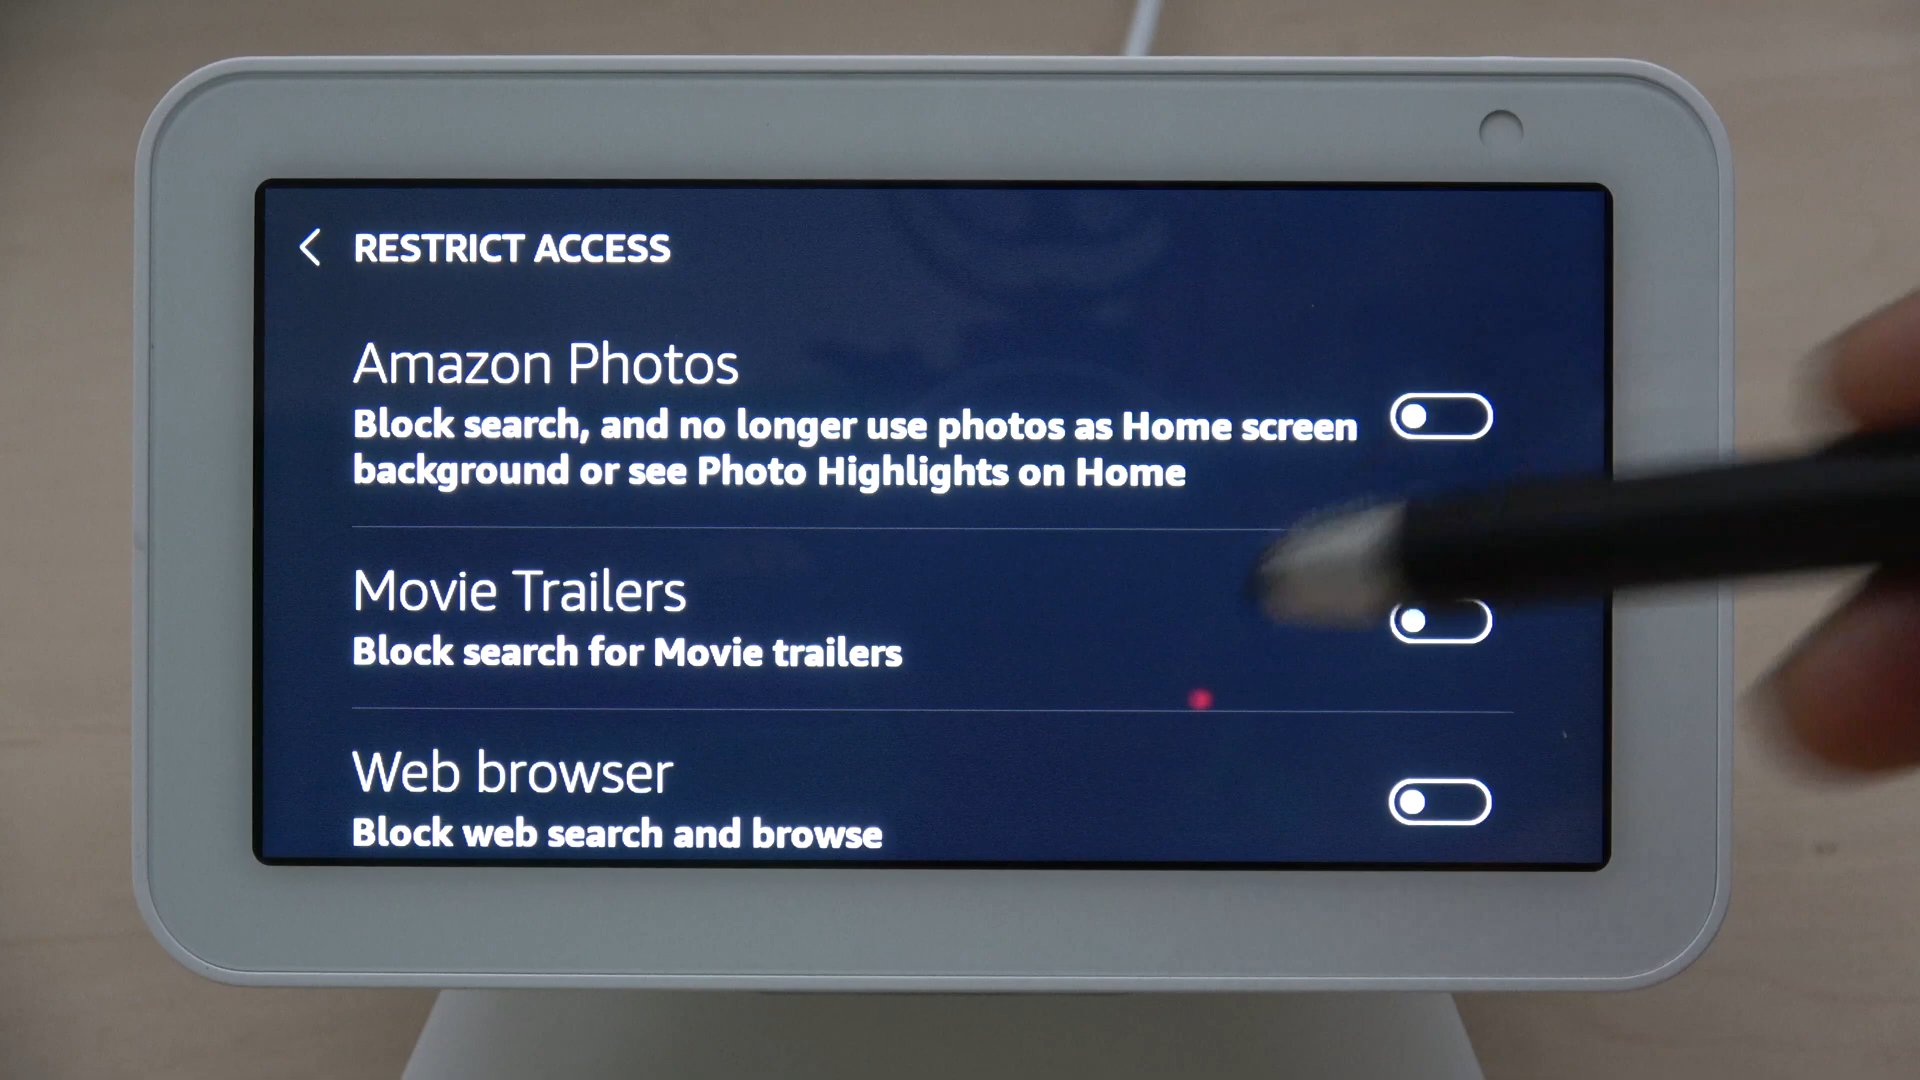 RESTRICT ACCESS
Amazon Photos
Block search, and no longer use photos as Home screen
background or see Photo Highlights on Home
Movie Trailers
Block search for Movie trailers
Web browser
Block web search and browse